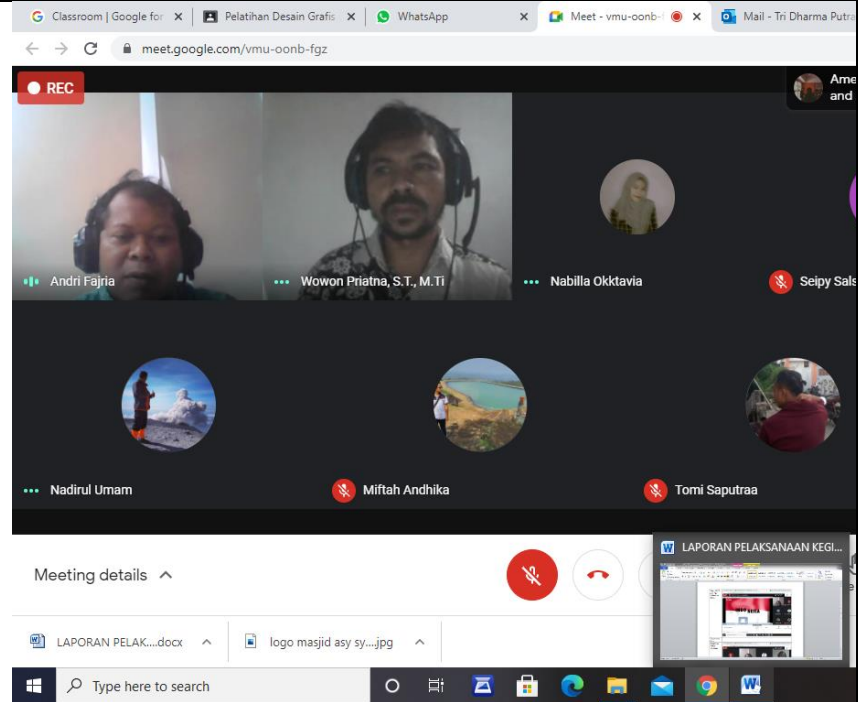 Classroom | Google for
Pelatihan Desain Grafis
WhatsApp
Meet - vmu-oonb-
Mail - Tri Dharma Putra
meet.google.com/vmu-oonb-fgz
REC
Ame
and
Andri Fajria
Wowon Priatna, S.T., M.Ti
Nabilla Okktavia
Seipy Sals
Nadirul Umam
Miftah Andhika
Tomi Saputraa
LAPORAN PELAKSANAAN KEGI...
Meeting details
LAPORAN PELAK....docx
logo masjid asy sy....jpg
Type here to search